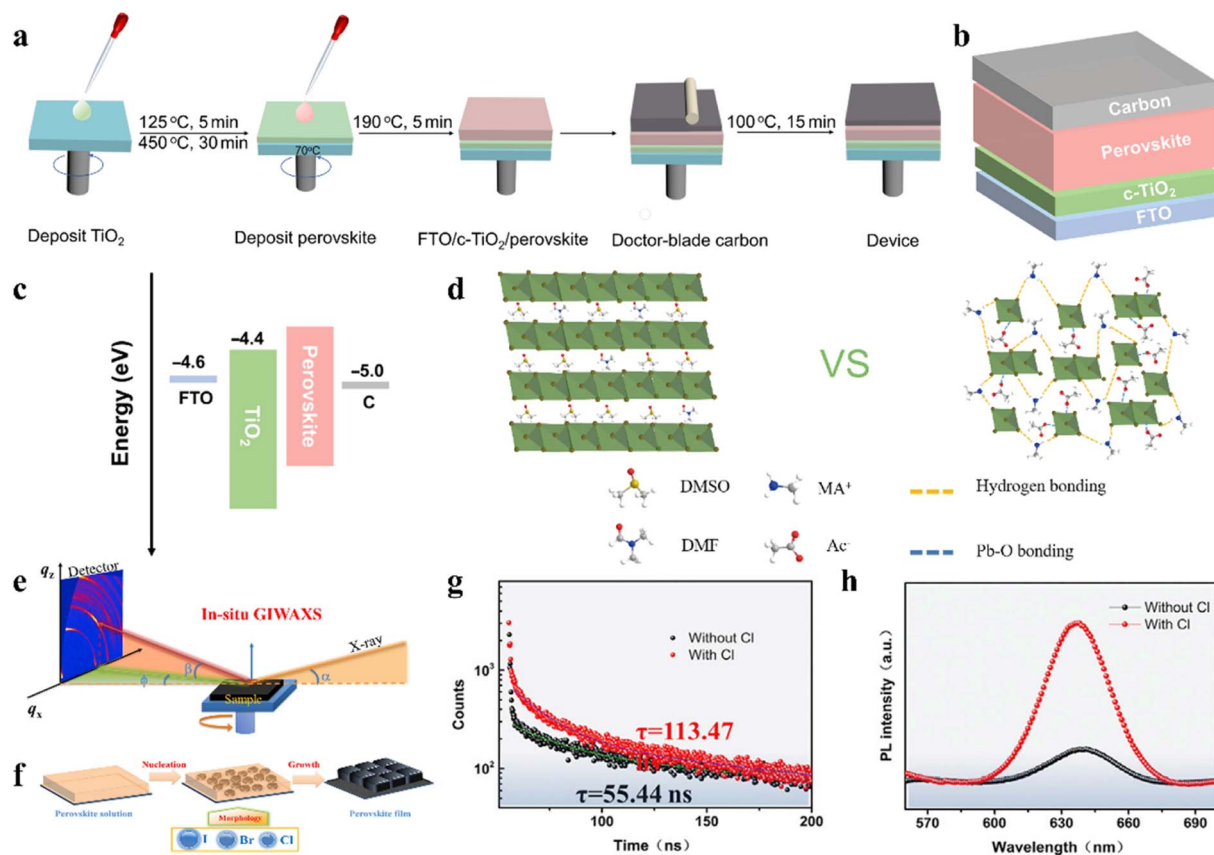 a
125 °C, 5 min
450 °C, 30 min
190 °C, 5 min
100 °C, 15 min
70°C
Deposit TiO2
Deposit perovskite
FTO/c-TiO2/perovskite
Doctor-blade carbon
Device
b
Carbon
Perovskite
c-TiO2
FTO
c
Energy (eV)
−4.6
FTO
−4.4
TiO2
Perovskite
−5.0
C
d
VS
DMSO
MA+
Hydrogen bonding
DMF
Ac-
Pb-O bonding
e
qz
Detector
In-situ GIWAXS
X-ray
β
ϕ
α
Sample
qx
f
Nucleation
Growth
Perovskite solution
Morphology
Perovskite film
I
Br
Cl
g
Without Cl
With Cl
Counts
10³
10²
τ=113.47
τ=55.44 ns
50
100
150
200
Time (ns)
h
Without Cl
With Cl
PL intensity (a.u.)
570
600
630
660
690
Wavelength (nm)